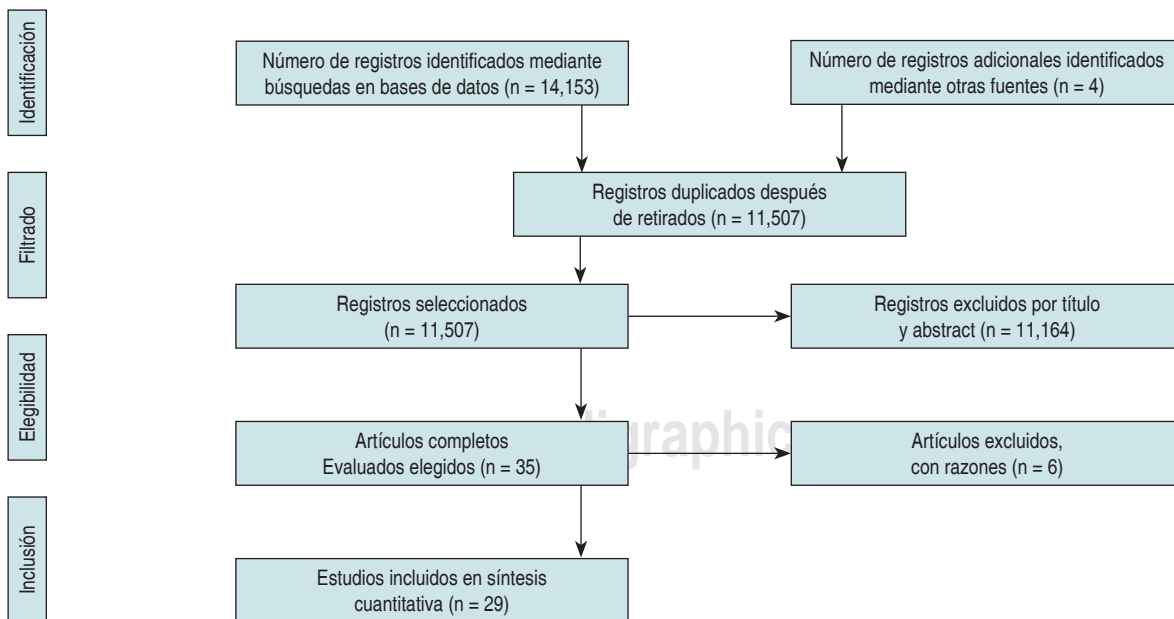 Identificación
Número de registros identificados mediante
búsquedas en bases de datos (n = 14,153)
Número de registros adicionales identificados
mediante otras fuentes (n = 4)
Filtrado
Registros duplicados después
de retirados (n = 11,507)
Registros seleccionados
(n = 11,507)
Registros excluidos por título
y abstract (n = 11,164)
Elegibilidad
Artículos completos
Evaluados elegidos (n = 35)
Artículos excluidos,
con razones (n = 6)
Inclusión
Estudios incluidos en síntesis
cuantitativa (n = 29)